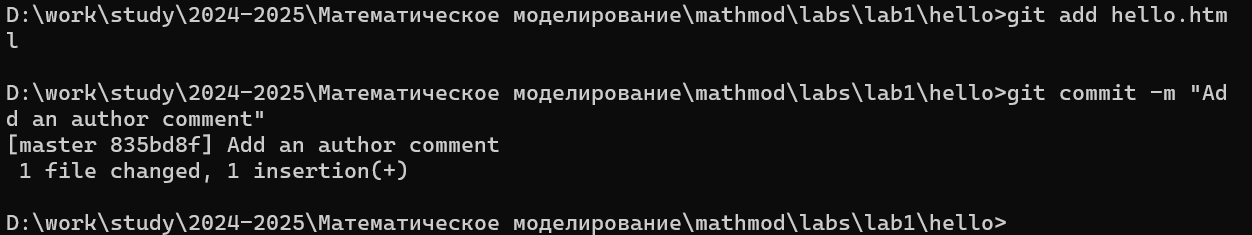 D:\work\study\2024-2025\Математическое моделирование\mathmod\labs\lab1\hello>git add hello.htm
l
D:\work\study\2024-2025\Математическое моделирование\mathmod\labs\lab1\hello>git commit -m "Ad
d an author comment"
[master 835bd8f] Add an author comment
 1 file changed, 1 insertion(+)
D:\work\study\2024-2025\Математическое моделирование\mathmod\labs\lab1\hello>